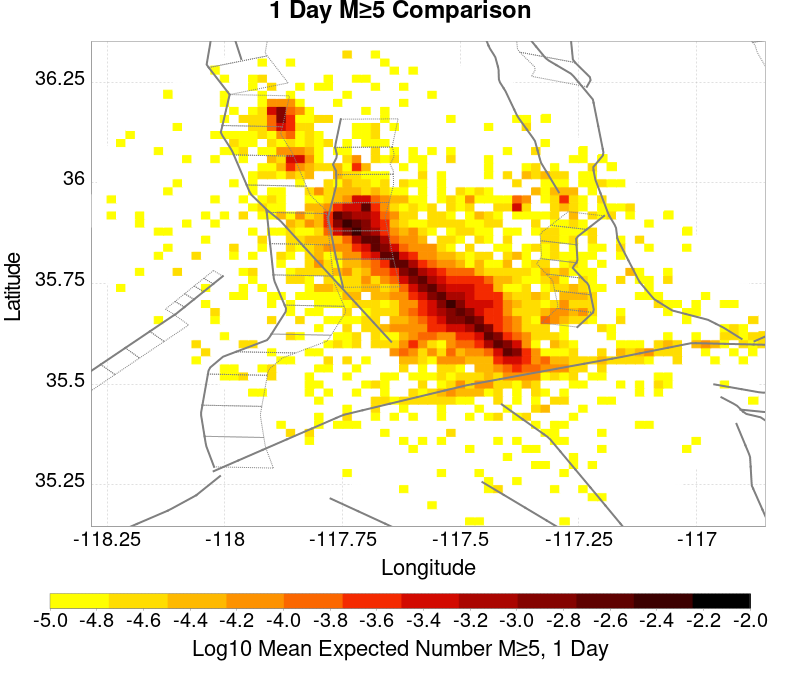 1 Day M≥5 Comparison
36.25
36
35.75
35.5
35.25
Latitude
-118.25 -118 -117.75 -117.5 -117.25 -117
Longitude
-5.0 -4.8 -4.6 -4.4 -4.2 -4.0 -3.8 -3.6 -3.4 -3.2 -3.0 -2.8 -2.6 -2.4 -2.2 -2.0
Log10 Mean Expected Number M≥5, 1 Day